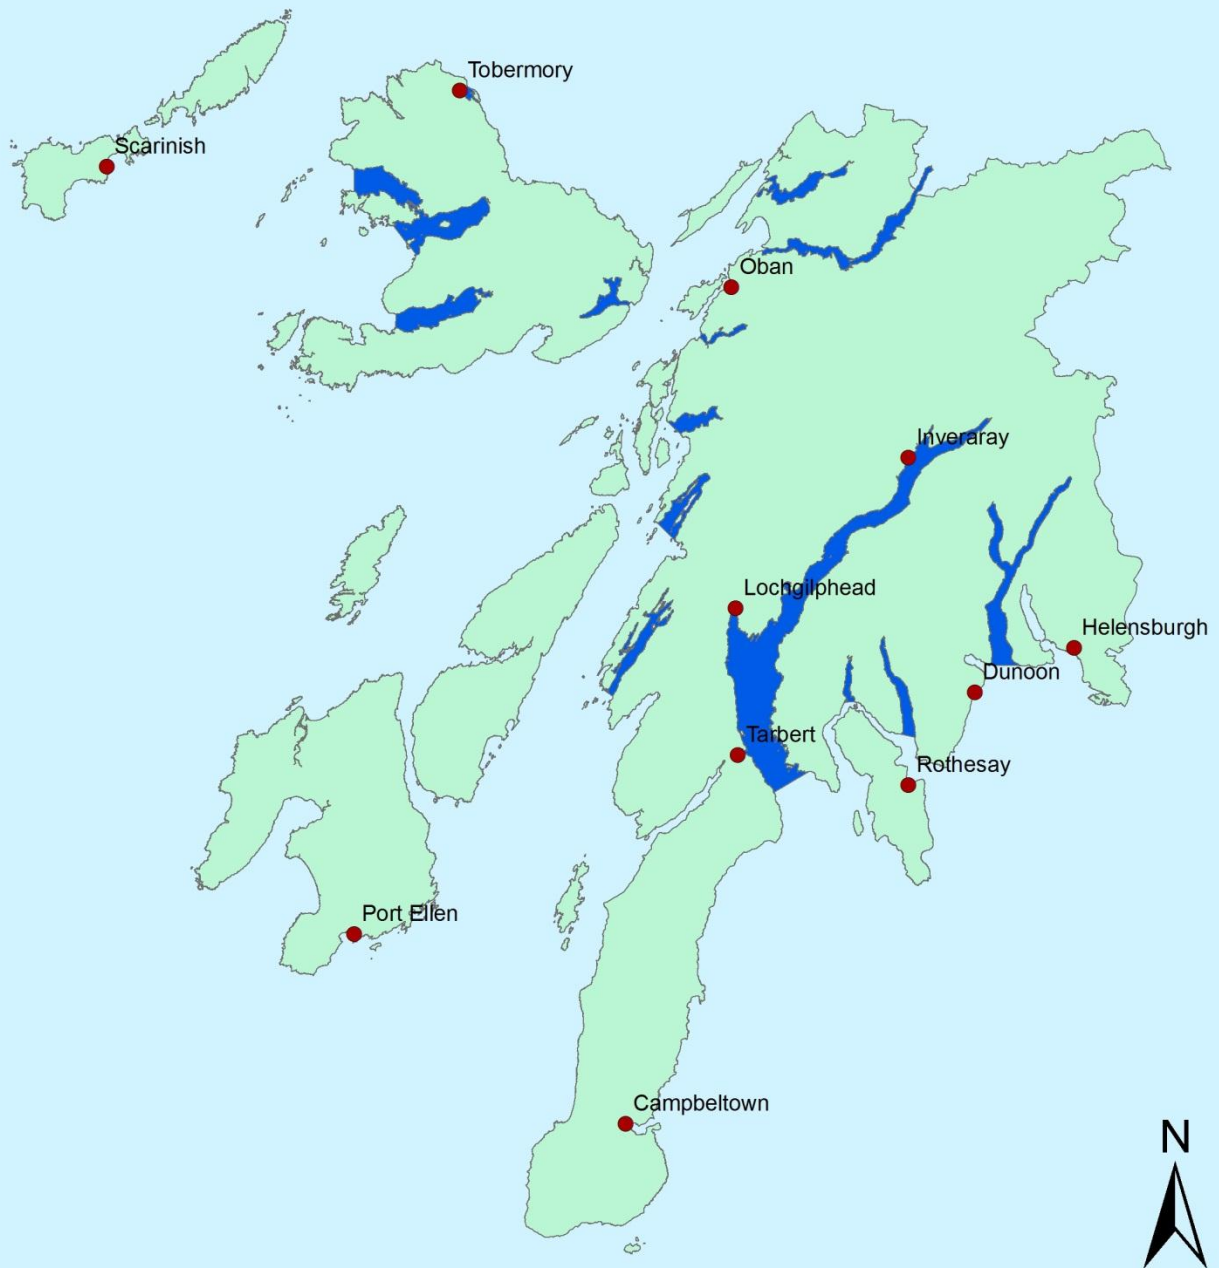 Tobermory
Scarinish
Oban
Inveraray
Lochgilphead
Helensburgh
Dunoon
Tarbert
Rothesay
Port Ellen
Campbeltown
N